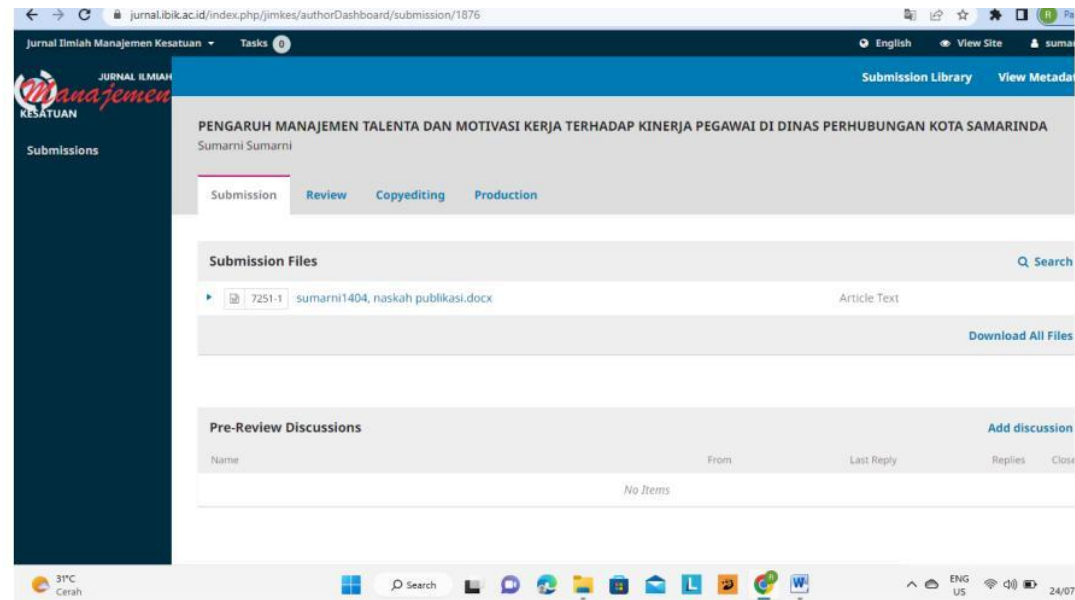 jurnal.ibik.ac.id/index.php/jimkes/authorDashboard/submission/1876
R Pa
Jurnal Ilmiah Manajemen Kesatuan Tasks 0 English View Site sumar
JURNAL ILMIAH
Manajemen
KESATUAN
Submission Library View Metadat
PENGARUH MANAJEMEN TALENTA DAN MOTIVASI KERJA TERHADAP KINERJA PEGAWAI DI DINAS PERHUBUNGAN KOTA SAMARINDA
Sumarni Sumarni
Submissions
Submission Review Copyediting Production
Submission Files Search
7251-1 sumarni1404, naskah publikasi.docx Article Text
Download All Files
Pre-Review Discussions Add discussion
Name From Last Reply Replies Close
No Items
31°C
Cerah
Search
L
W
ENG
US
24/07